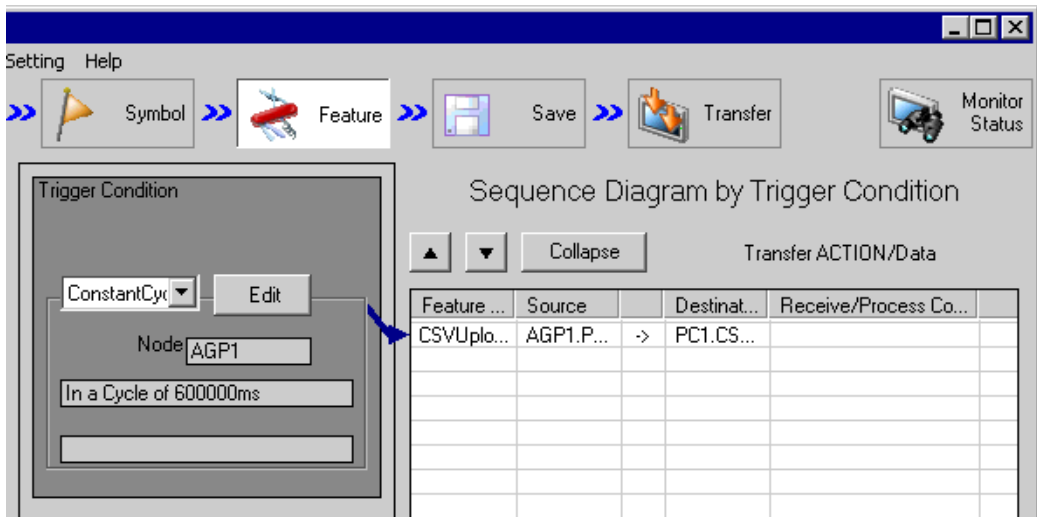 Setting Help
Symbol
Feature
Save
Transfer
Monitor
Status
Trigger Condition
ConstantCy
Edit
Node AGP1
In a Cycle of 600000ms
Sequence Diagram by Trigger Condition
Collapse
Transfer ACTION/Data
Feature ... Source Destinat... Receive/Process Co...
CSVUplo... AGP1.P... -> PC1.CS...